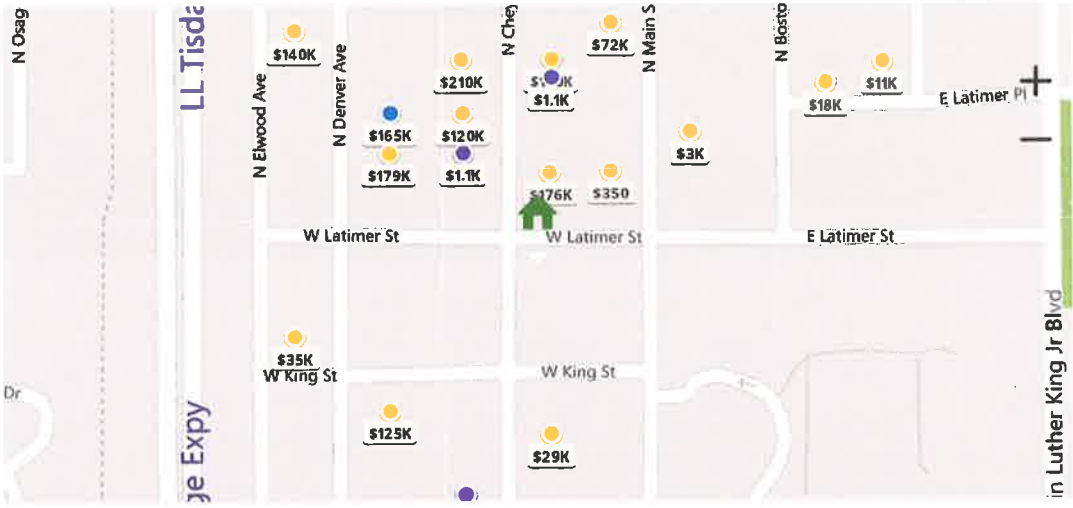 N Osag
LL Tisda
N Elwood Ave
N Denver Ave
N Che
N Main S
N Bosto
$140K
$72K
$210K
$1.1K
$11K
$18K
E Latimer Pl
+
$165K
$120K
$3K
−
$179K
$1.1K
$176K
$350
W Latimer St
W Latimer St
E Latimer St
$35K
W King St
W King St
Dr
$125K
$29K
ge Expy
in Luther King Jr Blvd